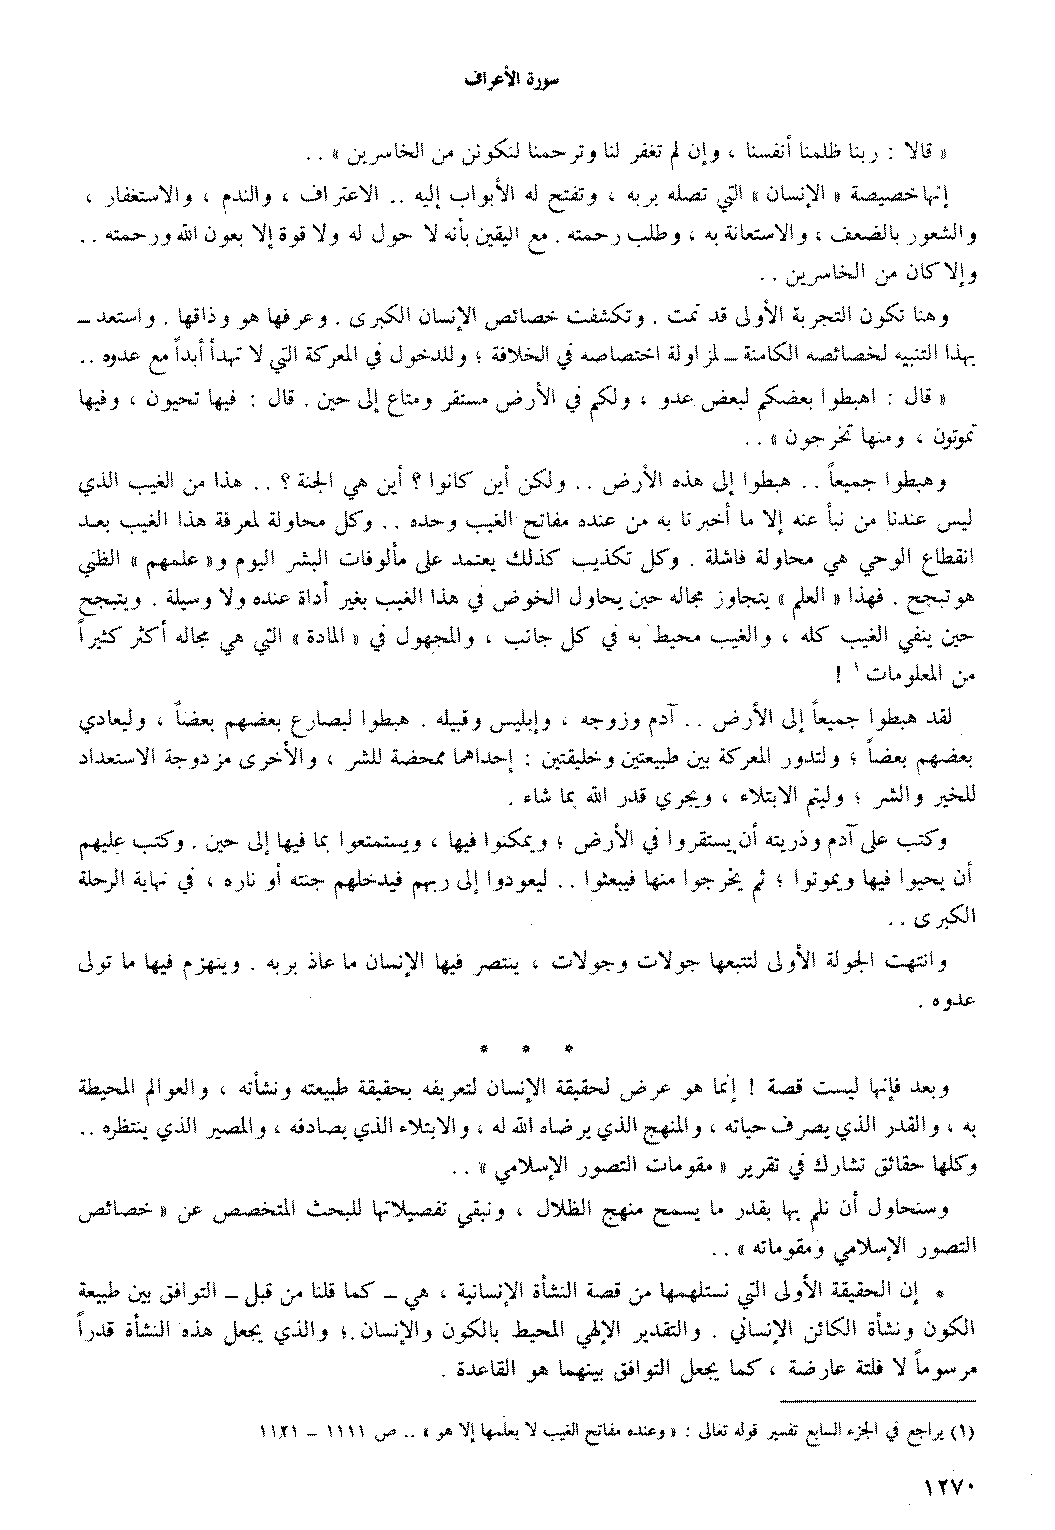 سورة الأعراف
« قالا : ربنا ظلمنا أنفسنا ، وإن لم تغفر لنا وترحمنا لنكونن من الخاسرين » . .
إنها خصيصة « الإنسان » التي تصله بربه ، وتفتح له الأبواب إليه .. الاعتراف ، والندم ، والاستغفار ،
والشعور بالضعف ، والاستعانة به ، وطلب رحمته . مع اليقين بأنه لا حول له ولا قوة إلا بعون الله ورحمته . .
وإلا كان من الخاسرين . .
وهنا تكون التجربة الأولى قد تمت . وتكشفت خصائص الإنسان الكبرى . وعرفها هو وذاقها . واستعد –
بهذا التنبيه لخصائصه الكامنة – لمزاولة اختصاصه في الخلافة ؛ وللدخول في المعركة التي لا تهدأ أبداً مع عدوه . .
« قال : اهبطوا بعضكم لبعض عدو ، ولكم في الأرض مستقر ومتاع إلى حين . قال : فيها تحيون ، وفيها
تموتون ، ومنها تخرجون » . .
وهبطوا جميعاً . . هبطوا إلى هذه الأرض . . ولكن أين كانوا ؟ أين هي الجنة ؟ . . هذا من الغيب الذي
ليس عندنا من نبأ عنه إلا ما أخبرنا به من عنده مفاتح الغيب وحده . . وكل محاولة لمعرفة هذا الغيب بعد
انقطاع الوحي هي محاولة فاشلة . وكل تكذيب كذلك يعتمد على مألوفات البشر اليوم و« علمهم » الظني
هو تبجح . فهذا « العلم » يتجاوز مجاله حين يحاول الخوض في هذا الغيب بغير أداة عنده ولا وسيلة . ويتبجح
حين ينفي الغيب كله ، والغيب محيط به في كل جانب ، والمجهول في « المادة » التي هي مجاله أكثر كثيراً
من المعلومات ¹ !
لقد هبطوا جميعاً إلى الأرض . . آدم وزوجه ، وإبليس وقبيله . هبطوا ليصارع بعضهم بعضاً ، وليعادي
بعضهم بعضاً ؛ ولتدور المعركة بين طبيعتين وخليقتين : إحداهما ممحضة للشر ، والأخرى مزدوجة الاستعداد
للخير والشر ؛ وليتم الابتلاء ، ويجري قدر الله بما شاء .
وكتب على آدم وذريته أن يستقروا في الأرض ؛ ويمكنوا فيها ، ويستمتعوا بما فيها إلى حين . وكتب عليهم
أن يحيوا فيها ويموتوا ؛ ثم يخرجوا منها فيبعثوا . . ليعودوا إلى ربهم فيدخلهم جنته أو ناره ، في نهاية الرحلة
الكبرى . .
وانتهت الجولة الأولى لتتبعها جولات وجولات ، ينتصر فيها الإنسان ما عاذ بربه . وينهزم فيها ما تولى
عدوه .
* * *
وبعد فإنها ليست قصة ! إنما هو عرض لحقيقة الإنسان لتعريفه بحقيقة طبيعته ونشأته ، والعوالم المحيطة
به ، والقدر الذي يصرف حياته ، والمنهج الذي يرضاه الله له ، والابتلاء الذي يصادفه ، والمصير الذي ينتظره . .
وكلها حقائق تشارك في تقرير « مقومات التصور الإسلامي » . .
وسنحاول أن نلم بها بقدر ما يسمح منهج الظلال ، ونبقي تفصيلاتها للبحث المتخصص عن « خصائص
التصور الإسلامي ومقوماته » . .
* إن الحقيقة الأولى التي نستلهمها من قصة النشأة الإنسانية ، هي – كما قلنا من قبل – التوافق بين طبيعة
الكون ونشأة الكائن الإنساني . والتقدير الإلهي المحيط بالكون والإنسان . ؛ والذي يجعل هذه النشأة قدراً
مرسوماً لا فلتة عارضة ، كما يجعل التوافق بينهما هو القاعدة .
(١) يراجع في الجزء السابع تفسير قوله تعالى : « وعنده مفاتح الغيب لا يعلمها إلا هو » . . ص ١١١١ – ١١٢١
١٢٧٠